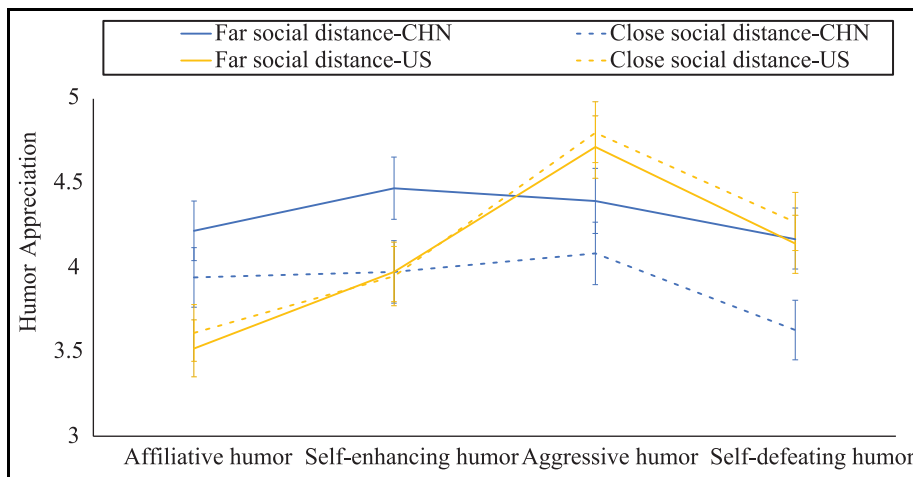 Far social distance-CHN Close social distance-CHN
Far social distance-US Close social distance-US
Humor Appreciation
5
4.5
4
3.5
3
Affiliative humor Self-enhancing humor Aggressive humor Self-defeating humor